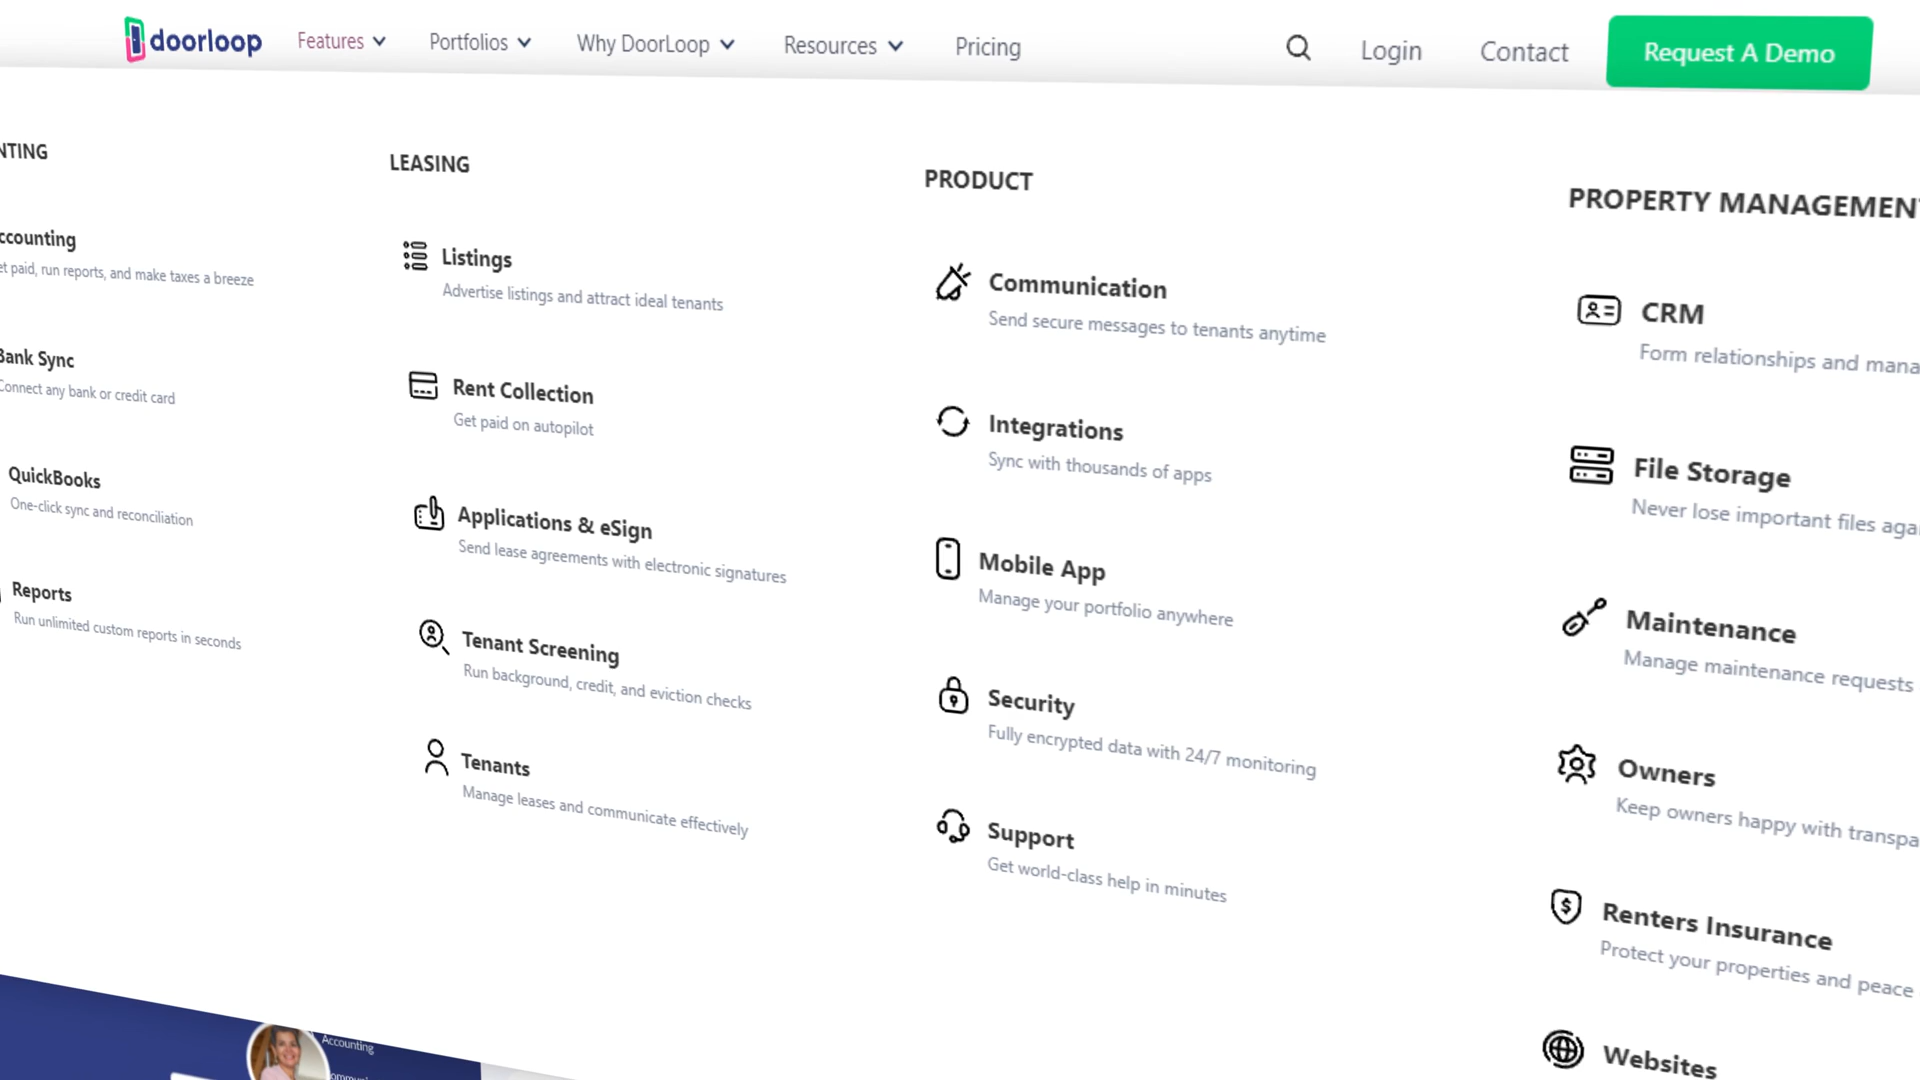 doorloop
Features
Portfolios
Why DoorLoop
Resources
Pricing
Login
Contact
Request A Demo
NTING
ccounting
et paid, run reports, and make taxes a breeze
Bank Sync
Connect any bank or credit card
QuickBooks
One-click sync and reconciliation
Reports
Run unlimited custom reports in seconds
LEASING
Listings
Advertise listings and attract ideal tenants
Rent Collection
Get paid on autopilot
Applications & eSign
Send lease agreements with electronic signatures
Tenant Screening
Run background, credit, and eviction checks
Tenants
Manage leases and communicate effectively
PRODUCT
Communication
Send secure messages to tenants anytime
Integrations
Sync with thousands of apps
Mobile App
Manage your portfolio anywhere
Security
Fully encrypted data with 24/7 monitoring
Support
Get world-class help in minutes
PROPERTY MANAGEMENT
CRM
Form relationships and mana
File Storage
Never lose important files aga
Maintenance
Manage maintenance requests
Owners
Keep owners happy with transpa
Renters Insurance
Protect your properties and peace
Websites
Accounting